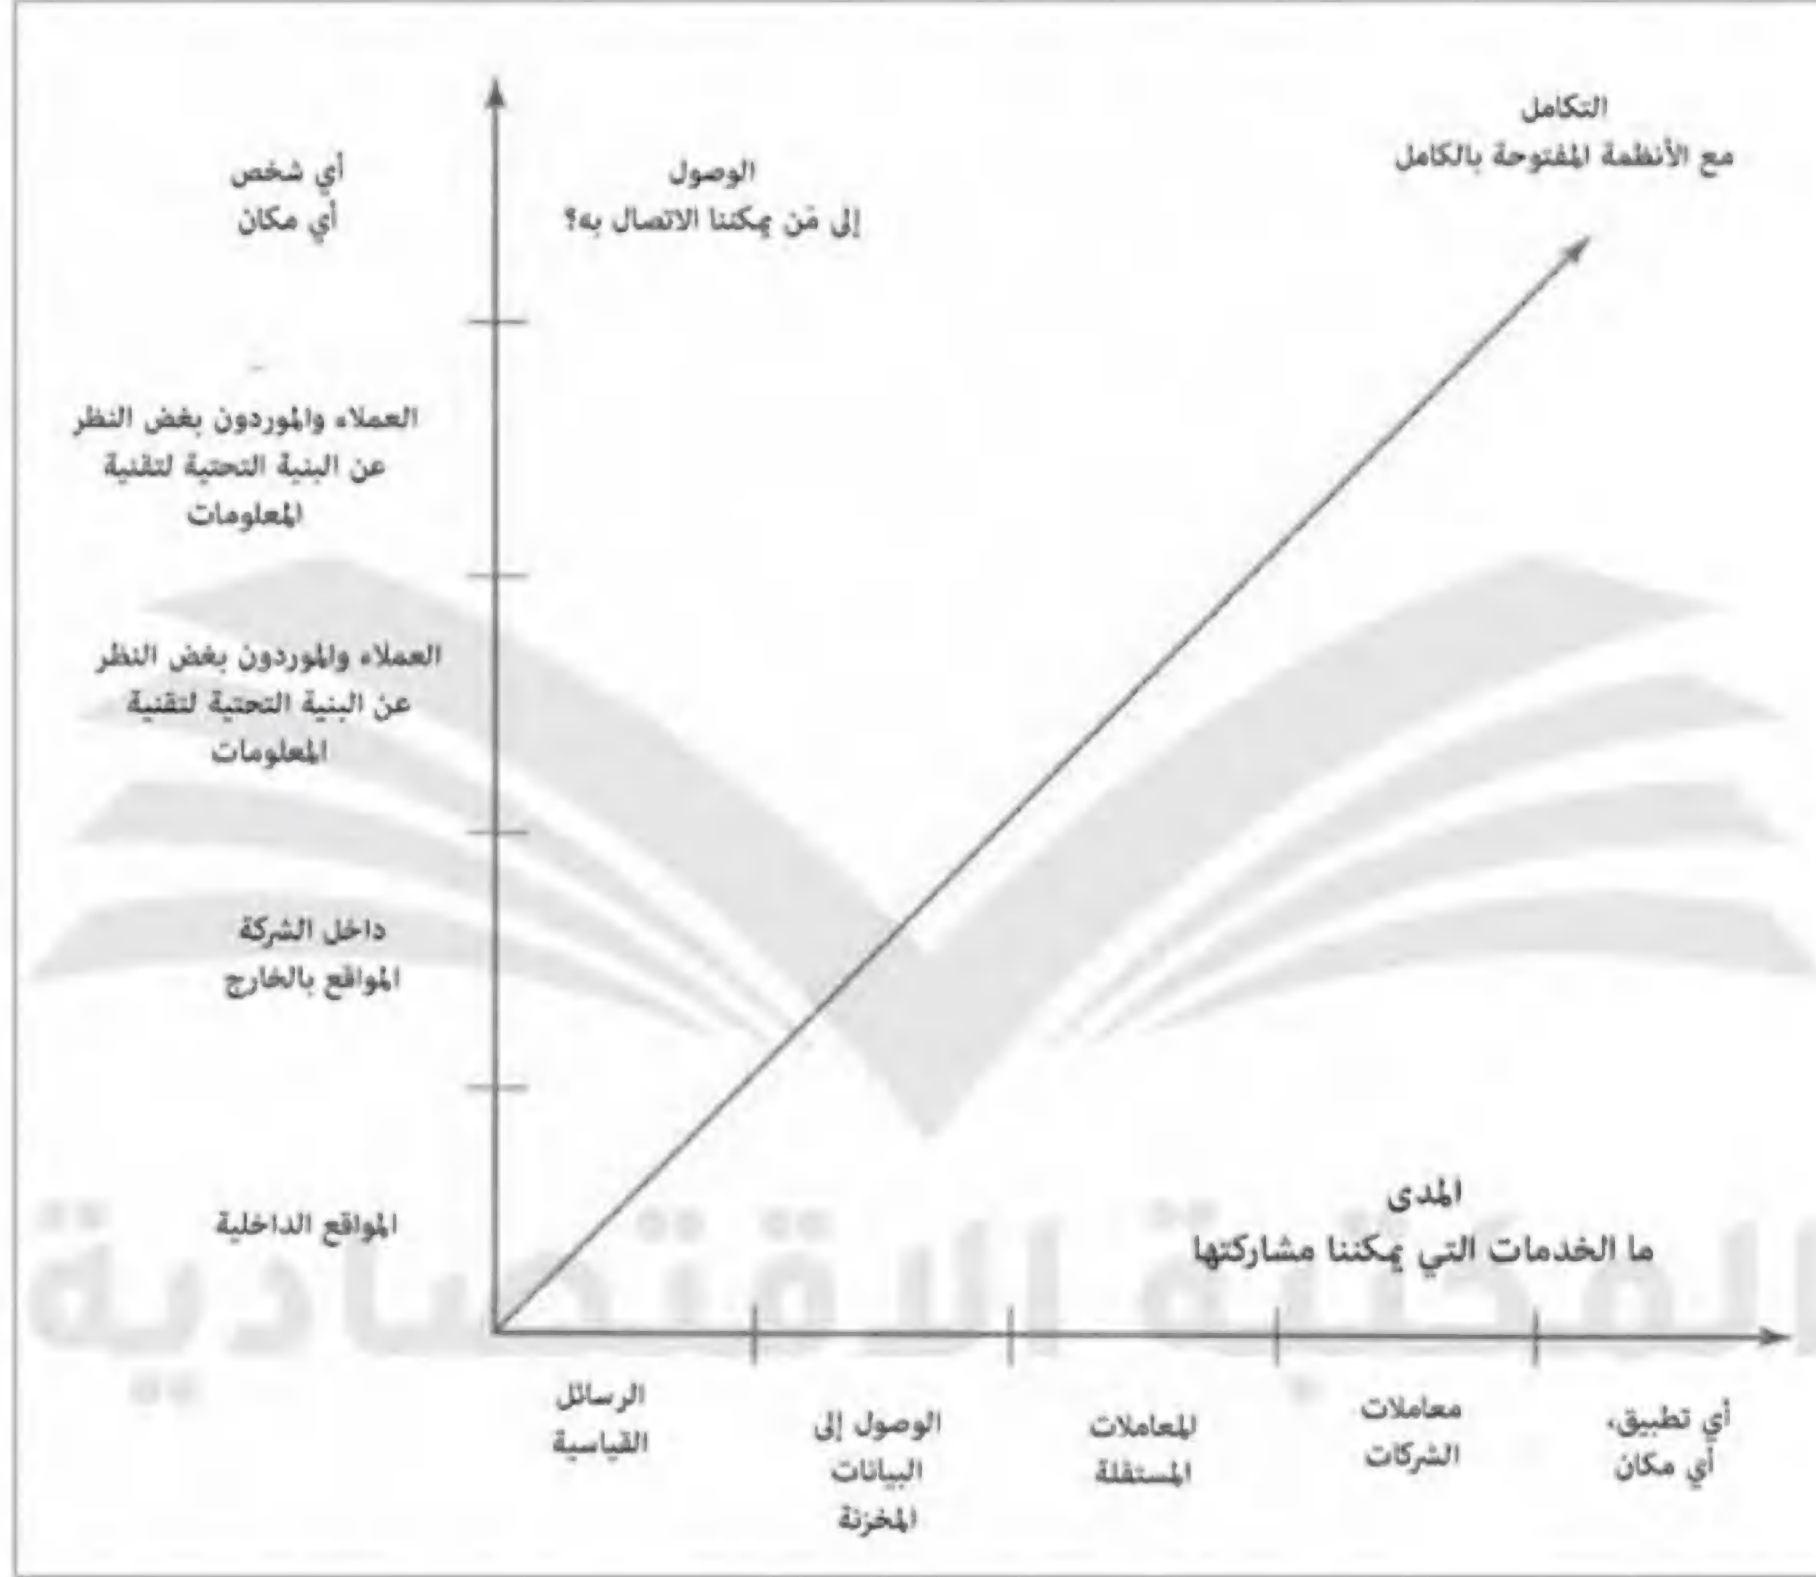 التكامل
مع الأنظمة المفتوحة بالكامل
الوصول
إلى مَن يمكننا الاتصال به؟
أي شخص
أي مكان
العملاء والموردون بغض النظر
عن البنية التحتية لتقنية
المعلومات
العملاء والموردون بغض النظر
عن البنية التحتية لتقنية
المعلومات
داخل الشركة
المواقع بالخارج
المواقع الداخلية
المدى
ما الخدمات التي يمكننا مشاركتها
الرسائل
القياسية
الوصول إلى
البيانات
المخزنة
المعاملات
المستقلة
معاملات
الشركات
أي تطبيق،
أي مكان
المكتبة الاقتصادية